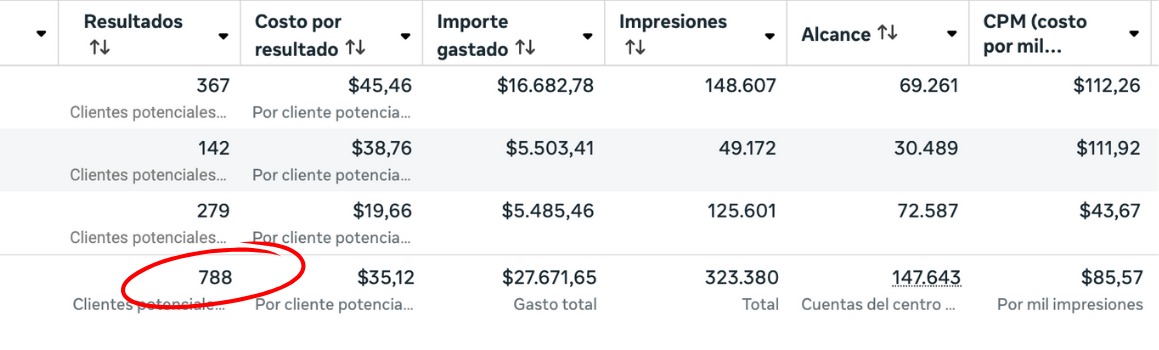 Resultados ↑↓
Costo por resultado ↑↓
Importe gastado ↑↓
Impresiones ↑↓
Alcance ↑↓
CPM (costo por mil...
367 $45,46 $16.682,78 148.607 69.261 $112,26
Clientes potenciales... Por cliente potencia...
142 $38,76 $5.503,41 49.172 30.489 $111,92
Clientes potenciales... Por cliente potencia...
279 $19,66 $5.485,46 125.601 72.587 $43,67
Clientes potenciales... Por cliente potencia...
788 $35,12 $27.671,65 323.380 147.643 $85,57
Clientes potenciale... Por cliente potencia... Gasto total Total Cuentas del centro ... Por mil impresiones